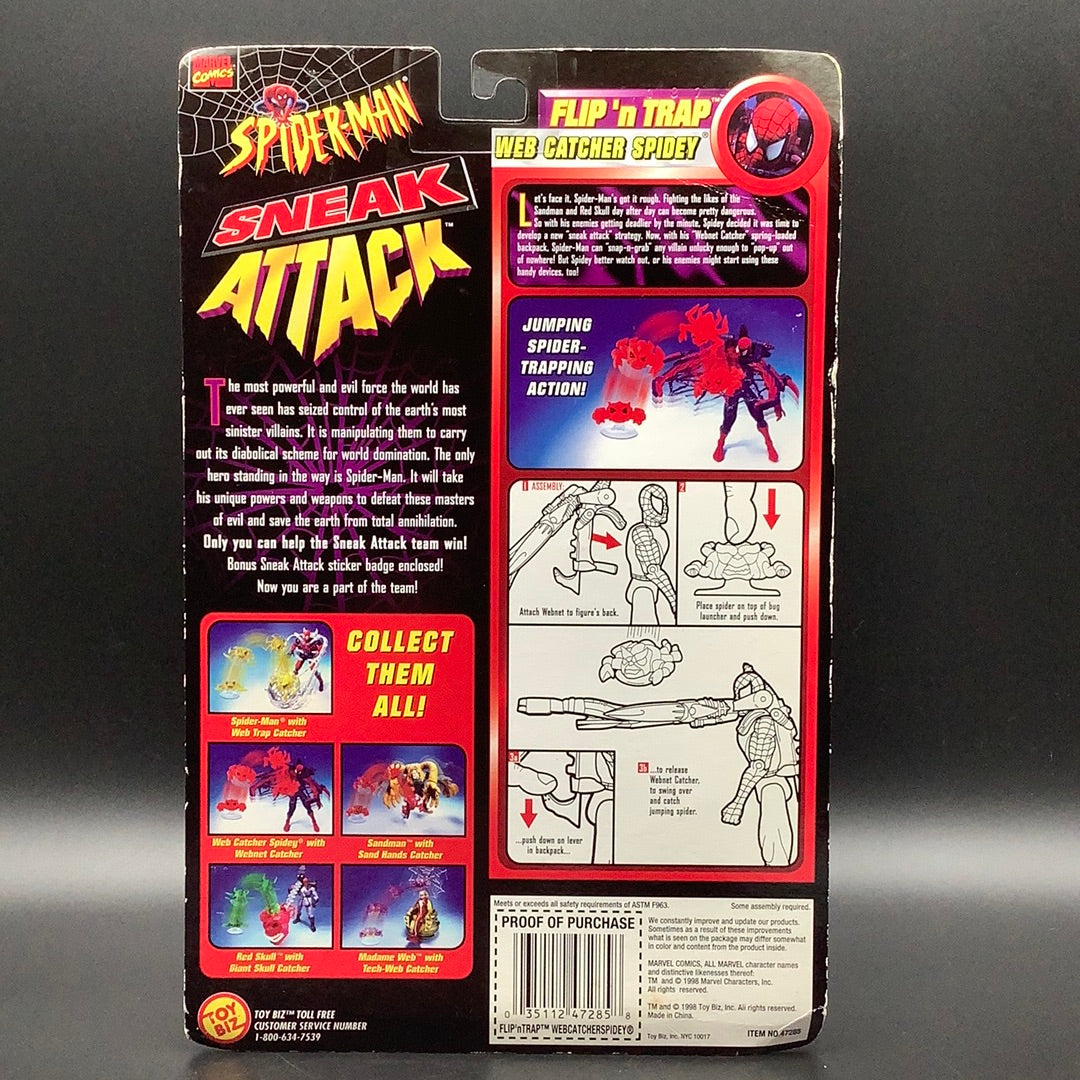 MARVEL
COMICS
SPIDER-MAN®
SNEAK
ATTACK™
The most powerful and evil force the world has
ever seen has seized control of the earth's most
sinister villains. It is manipulating them to carry
out its diabolical scheme for world domination. The only
hero standing in the way is Spider-Man. It will take
his unique powers and weapons to defeat these masters
of evil and save the earth from total annihilation.
Only you can help the Sneak Attack team win!
Bonus Sneak Attack sticker badge enclosed!
Now you are a part of the team!
COLLECT
THEM
ALL!
Spider-Man® with
Web Trap Catcher
Web Catcher Spidey® with
Webnet Catcher
Sandman™ with
Sand Hands Catcher
Red Skull™ with
Giant Skull Catcher
Madame Web™ with
Tech-Web Catcher
TOY
BIZ
TOY BIZ™ TOLL FREE
CUSTOMER SERVICE NUMBER
1-800-634-7539
FLIP 'n TRAP™
WEB CATCHER SPIDEY®
Let's face it, Spider-Man's got it rough. Fighting the likes of the
Sandman and Red Skull day after day can become pretty dangerous.
So with his enemies getting deadlier by the minute, Spidey decided it was time to
develop a new "sneak attack" strategy. Now, with his "Webnet Catcher" spring-loaded
backpack, Spider-Man can "snap-n-grab" any villain unlucky enough to "pop-up" out
of nowhere! But Spidey better watch out, or his enemies might start using these
handy devices, too!
JUMPING
SPIDER-
TRAPPING
ACTION!
1 ASSEMBLY:
Attach Webnet to figure's back.
2
Place spider on top of bug
launcher and push down.
3a
...push down on lever
in backpack...
3b ...to release
Webnet Catcher,
to swing over
and catch
jumping spider.
Meets or exceeds all safety requirements of ASTM F963.
Some assembly required.
PROOF OF PURCHASE
0 35112 47285 8
FLIP'nTRAP™ WEBCATCHERSPIDEY®
We constantly improve and update our products.
Sometimes as a result of these improvements
what is seen on the package may differ somewhat
in color and content from the product inside.
MARVEL COMICS, ALL MARVEL character names
and distinctive likenesses thereof:
TM and © 1998 Marvel Characters, Inc.
All rights reserved.
TM and © 1998 Toy Biz, Inc. All rights reserved.
Made in China.
Toy Biz, Inc. NYC 10017
ITEM NO.47285